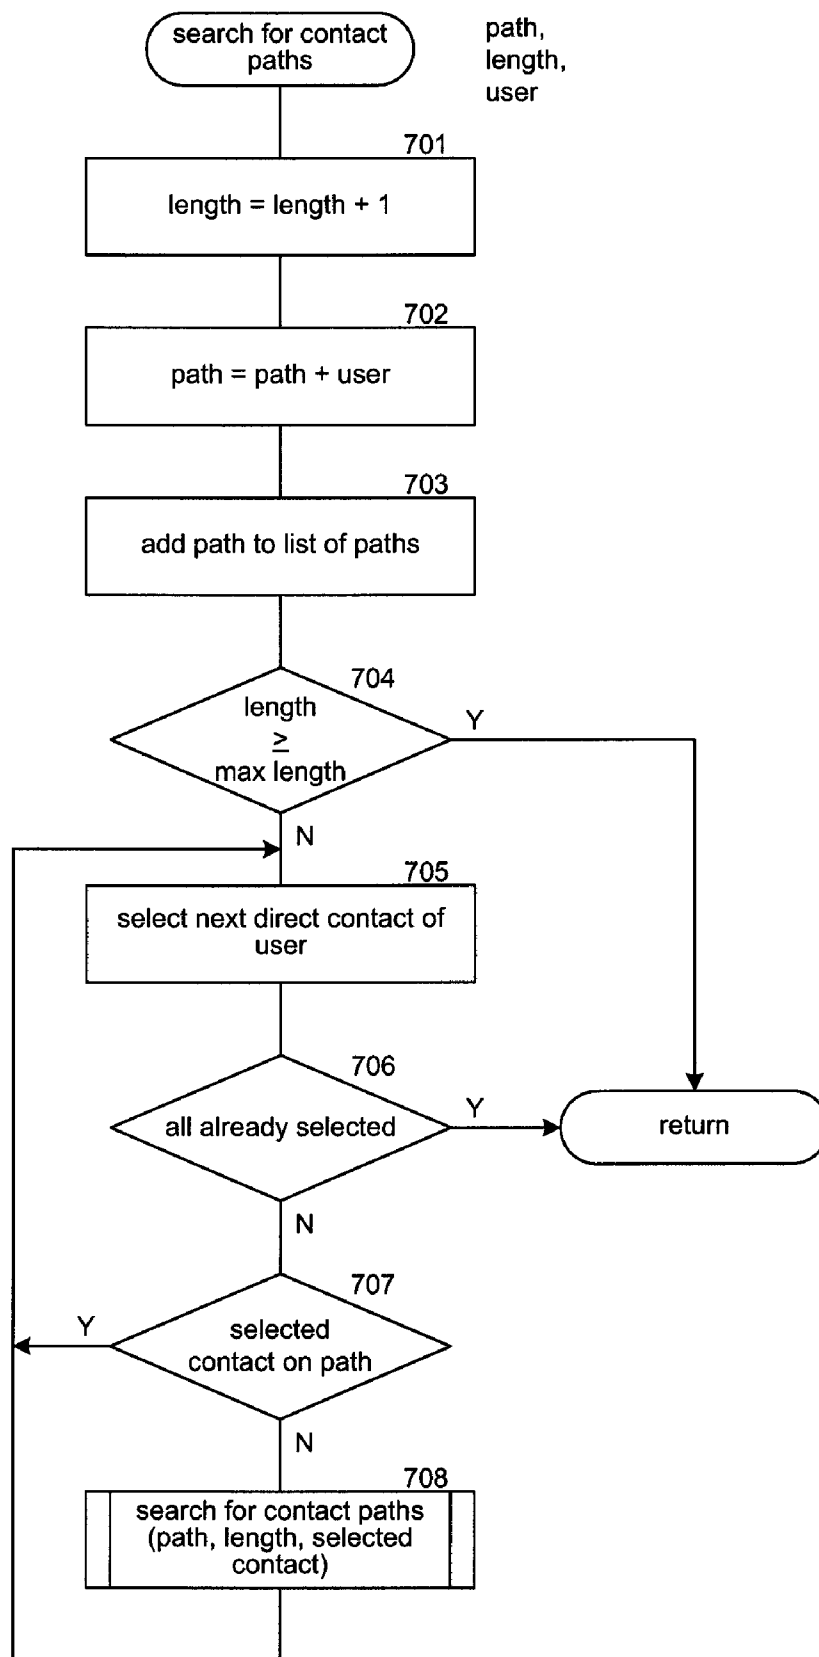 search for contact
paths
path,
length,
user
701
length = length + 1
702
path = path + user
703
add path to list of paths
704
length
≥
max length
Y
N
705
select next direct contact of
user
706
all already selected
Y
return
N
707
selected
contact on path
Y
N
708
search for contact paths
(path, length, selected
contact)